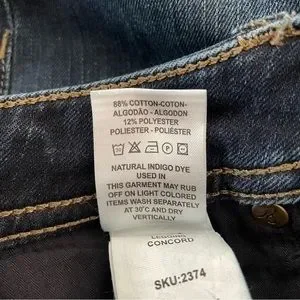 88% COTTON-COTON-
ALGODÃO - ALGODON
12% POLYESTER
POLIESTER - POLIÉSTER
NATURAL INDIGO DYE
USED IN
THIS GARMENT MAY RUB
OFF ON LIGHT COLORED
ITEMS WASH SEPARATELY
AT 30°C AND DRY
VERTICALLY
CONCORD
SKU:2374